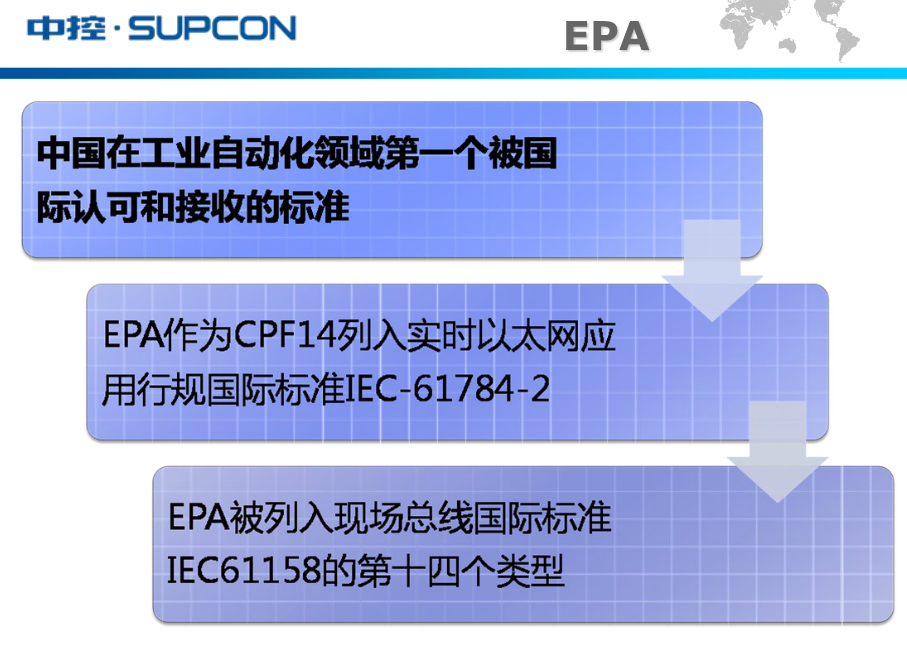 中控·SUPCON
EPA
中国在工业自动化领域第一个被国
际认可和接收的标准
EPA作为CPF14列入实时以太网应
用行规国际标准IEC-61784-2
EPA被列入现场总线国际标准
IEC61158的第十四个类型